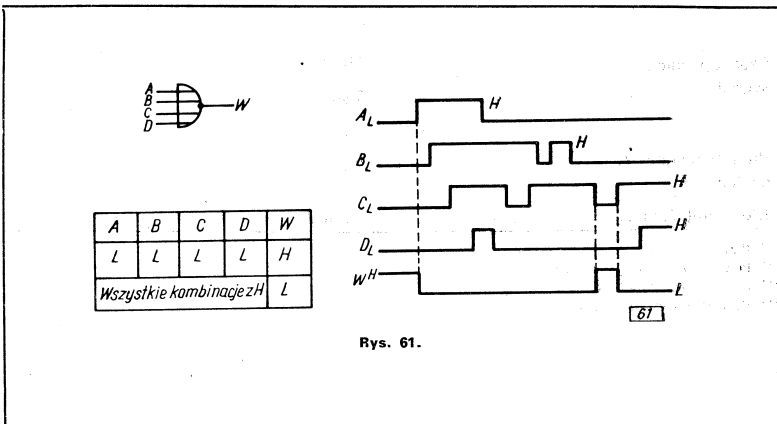 A
B
C
D
W
A B C D W
L L L L H
Wszystkie kombinacje z H L
A_L H
B_L H
C_L H
D_L H
W H L
61
Rys. 61.